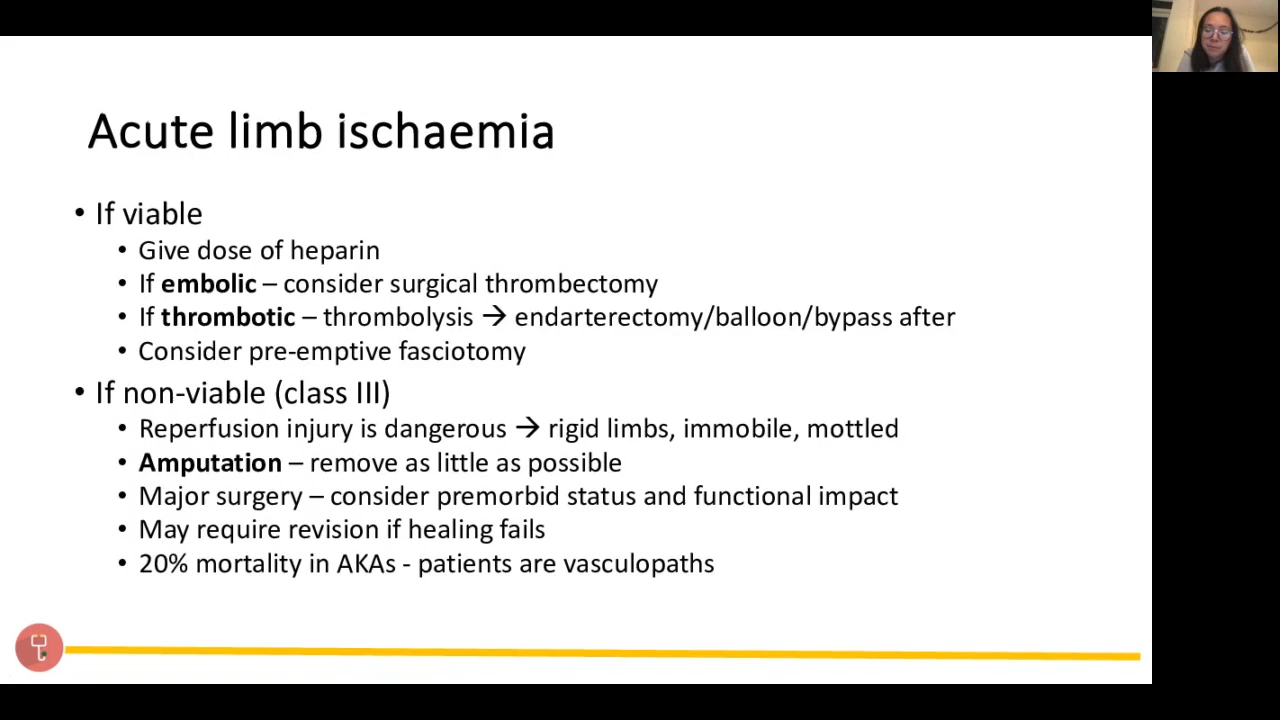 Acute limb ischaemia
• If viable
• Give dose of heparin
• If embolic – consider surgical thrombectomy
• If thrombotic – thrombolysis → endarterectomy/balloon/bypass after
• Consider pre-emptive fasciotomy
• If non-viable (class III)
• Reperfusion injury is dangerous → rigid limbs, immobile, mottled
• Amputation – remove as little as possible
• Major surgery – consider premorbid status and functional impact
• May require revision if healing fails
• 20% mortality in AKAs - patients are vasculopaths